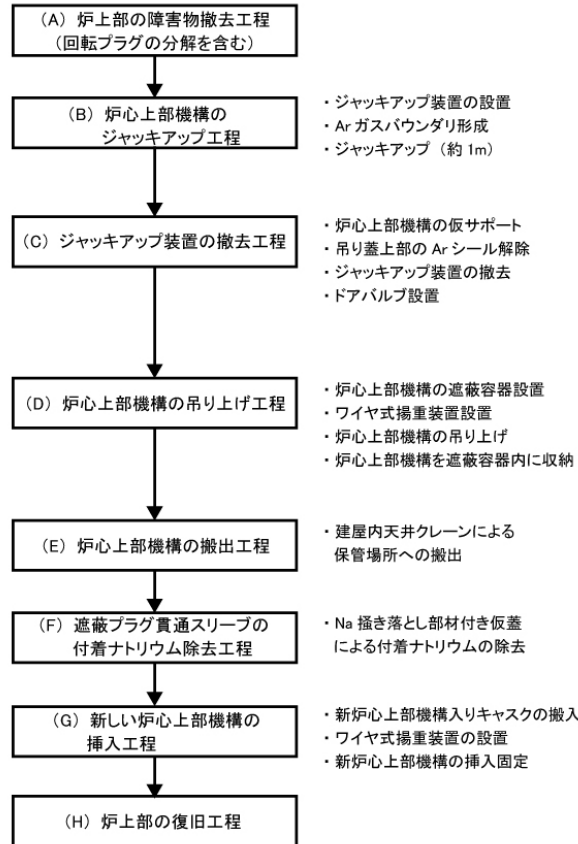 (A) 炉上部の障害物撤去工程
(回転プラグの分解を含む)
(B) 炉心上部機構の
ジャッキアップ工程
・ジャッキアップ装置の設置
・Ar ガスバウンダリ形成
・ジャッキアップ (約 1m)
(C) ジャッキアップ装置の撤去工程
・炉心上部機構の仮サポート
・吊り蓋上部の Ar シール解除
・ジャッキアップ装置の撤去
・ドアバルブ設置
(D) 炉心上部機構の吊り上げ工程
・炉心上部機構の遮蔽容器設置
・ワイヤ式揚重装置設置
・炉心上部機構の吊り上げ
・炉心上部機構を遮蔽容器内に収納
(E) 炉心上部機構の搬出工程
・建屋内天井クレーンによる
保管場所への搬出
(F) 遮蔽プラグ貫通スリーブの
付着ナトリウム除去工程
・Na 掻き落とし部材付き仮蓋
による付着ナトリウムの除去
(G) 新しい炉心上部機構の
挿入工程
・新炉心上部機構入りキャスクの搬入
・ワイヤ式揚重装置の設置
・新炉心上部機構の挿入固定
(H) 炉上部の復旧工程